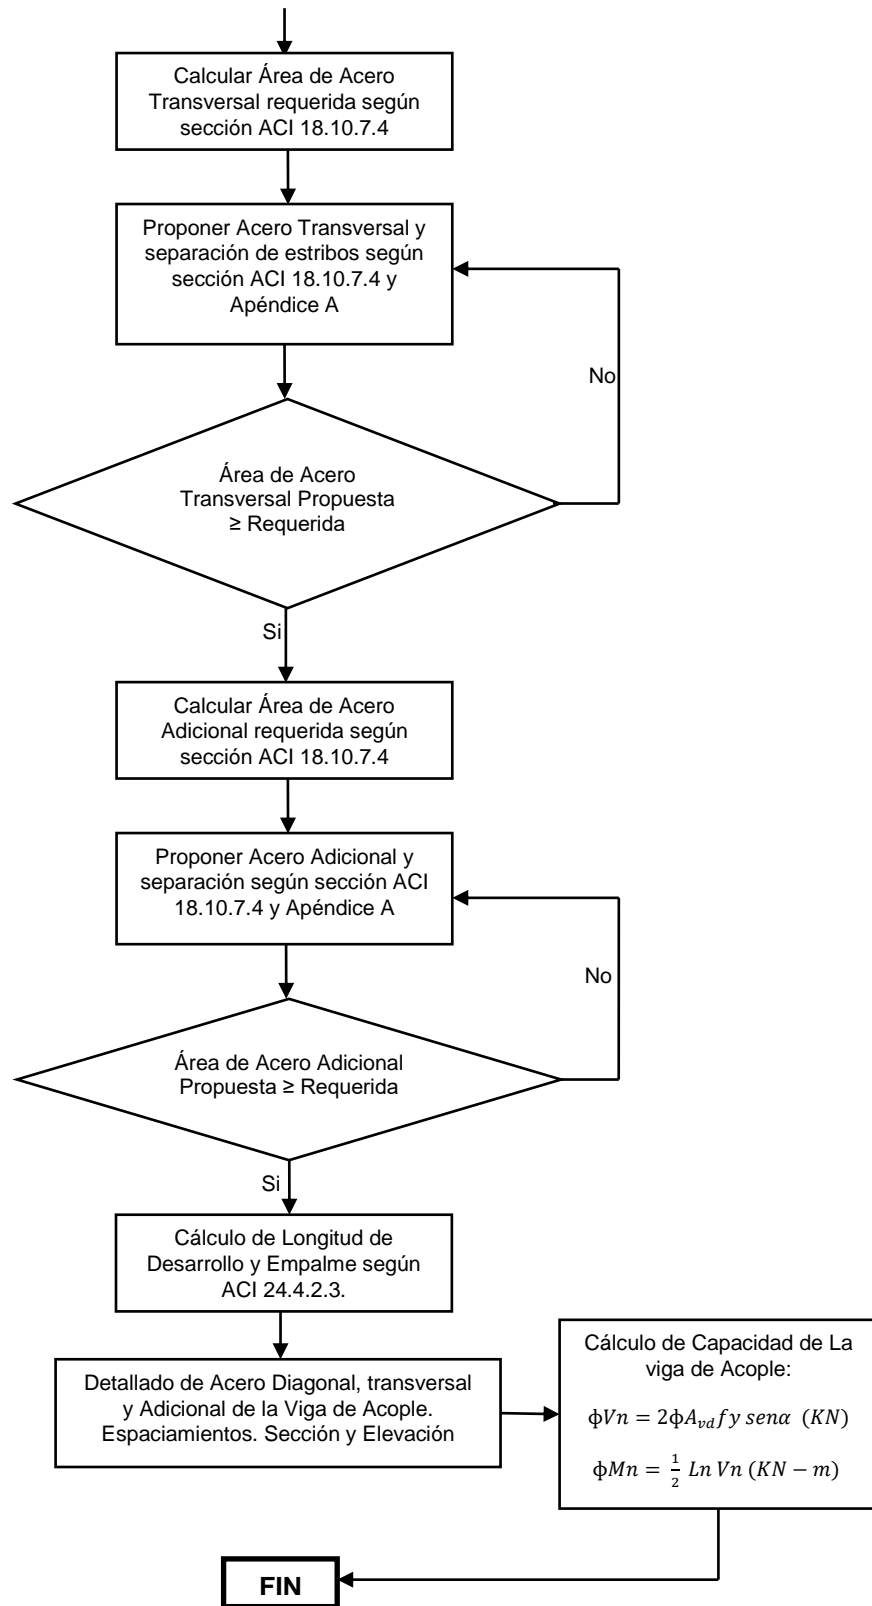 Calcular Área de Acero
Transversal requerida según
sección ACI 18.10.7.4
Proponer Acero Transversal y
separación de estribos según
sección ACI 18.10.7.4 y
Apéndice A
No
Área de Acero
Transversal Propuesta
≥ Requerida
Si
Calcular Área de Acero
Adicional requerida según
sección ACI 18.10.7.4
Proponer Acero Adicional y
separación según sección ACI
18.10.7.4 y Apéndice A
No
Área de Acero Adicional
Propuesta ≥ Requerida
Si
Cálculo de Longitud de
Desarrollo y Empalme según
ACI 24.4.2.3.
Detallado de Acero Diagonal, transversal
y Adicional de la Viga de Acople.
Espaciamientos. Sección y Elevación
Cálculo de Capacidad de La
viga de Acople:
ϕVn = 2ϕA_{vd}fy senα (KN)
ϕMn = \frac{1}{2} Ln Vn (KN − m)
FIN